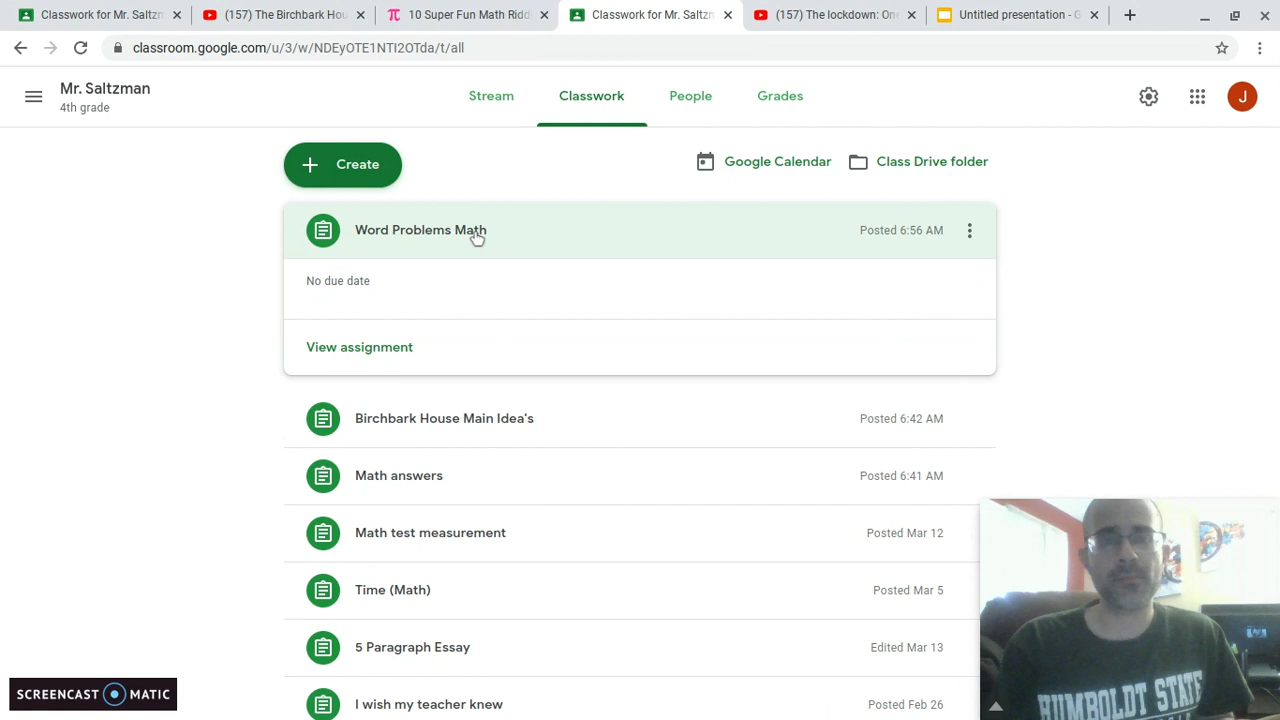 Classwork for Mr. Saltzm
(157) The Birchbark Hou
10 Super Fun Math Ridd
Classwork for Mr. Saltzm
(157) The lockdown: One
Untitled presentation - G
classroom.google.com/u/3/w/NDEyOTE1NTI2OTda/t/all
Mr. Saltzman
4th grade
Stream
Classwork
People
Grades
J
Create
Google Calendar
Class Drive folder
Word Problems Math
Posted 6:56 AM
No due date
View assignment
Birchbark House Main Idea's
Posted 6:42 AM
Math answers
Posted 6:41 AM
Math test measurement
Posted Mar 12
Time (Math)
Posted Mar 5
5 Paragraph Essay
Edited Mar 13
I wish my teacher knew
Posted Feb 26
SCREENCAST MATIC
HUMBOLDT STATE